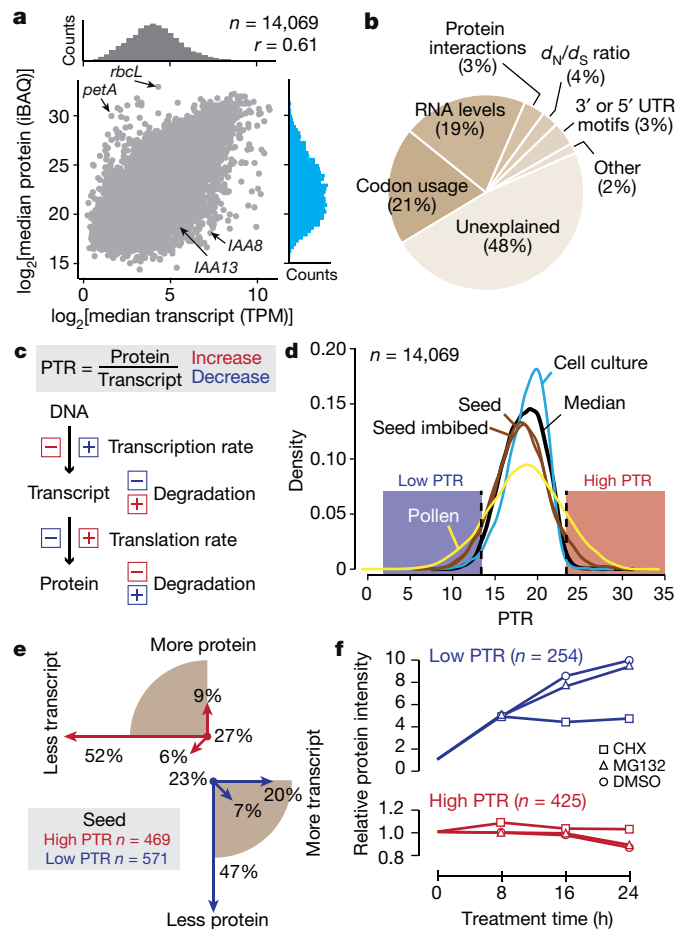 a
Counts
n = 14,069
r = 0.61
rbcL
petA
IAA8
IAA13
log2[median protein (iBAQ)]
30
25
20
15
0
5
10
log2[median transcript (TPM)]
Counts
b
Protein
interactions
(3%)
dN/dS ratio
(4%)
3′ or 5′ UTR
motifs (3%)
Other
(2%)
RNA levels
(19%)
Codon usage
(21%)
Unexplained
(48%)
c
PTR = Protein / Transcript
Increase
Decrease
DNA
− + Transcription rate
Transcript
− + Degradation
− + Translation rate
Protein
− + Degradation
d
n = 14,069
Cell culture
Median
Seed
Seed imbibed
Pollen
Low PTR
High PTR
Density
0.20
0.15
0.10
0.05
0
0 5 10 15 20 25 30 35
PTR
e
More protein
Less transcript
9%
27%
52%
6%
23%
20%
7%
47%
More transcript
Less protein
Seed
High PTR n = 469
Low PTR n = 571
f
Low PTR (n = 254)
Relative protein intensity
10
8
6
4
2
0
CHX
MG132
DMSO
High PTR (n = 425)
1.2
1.0
0.8
0 8 16 24
Treatment time (h)